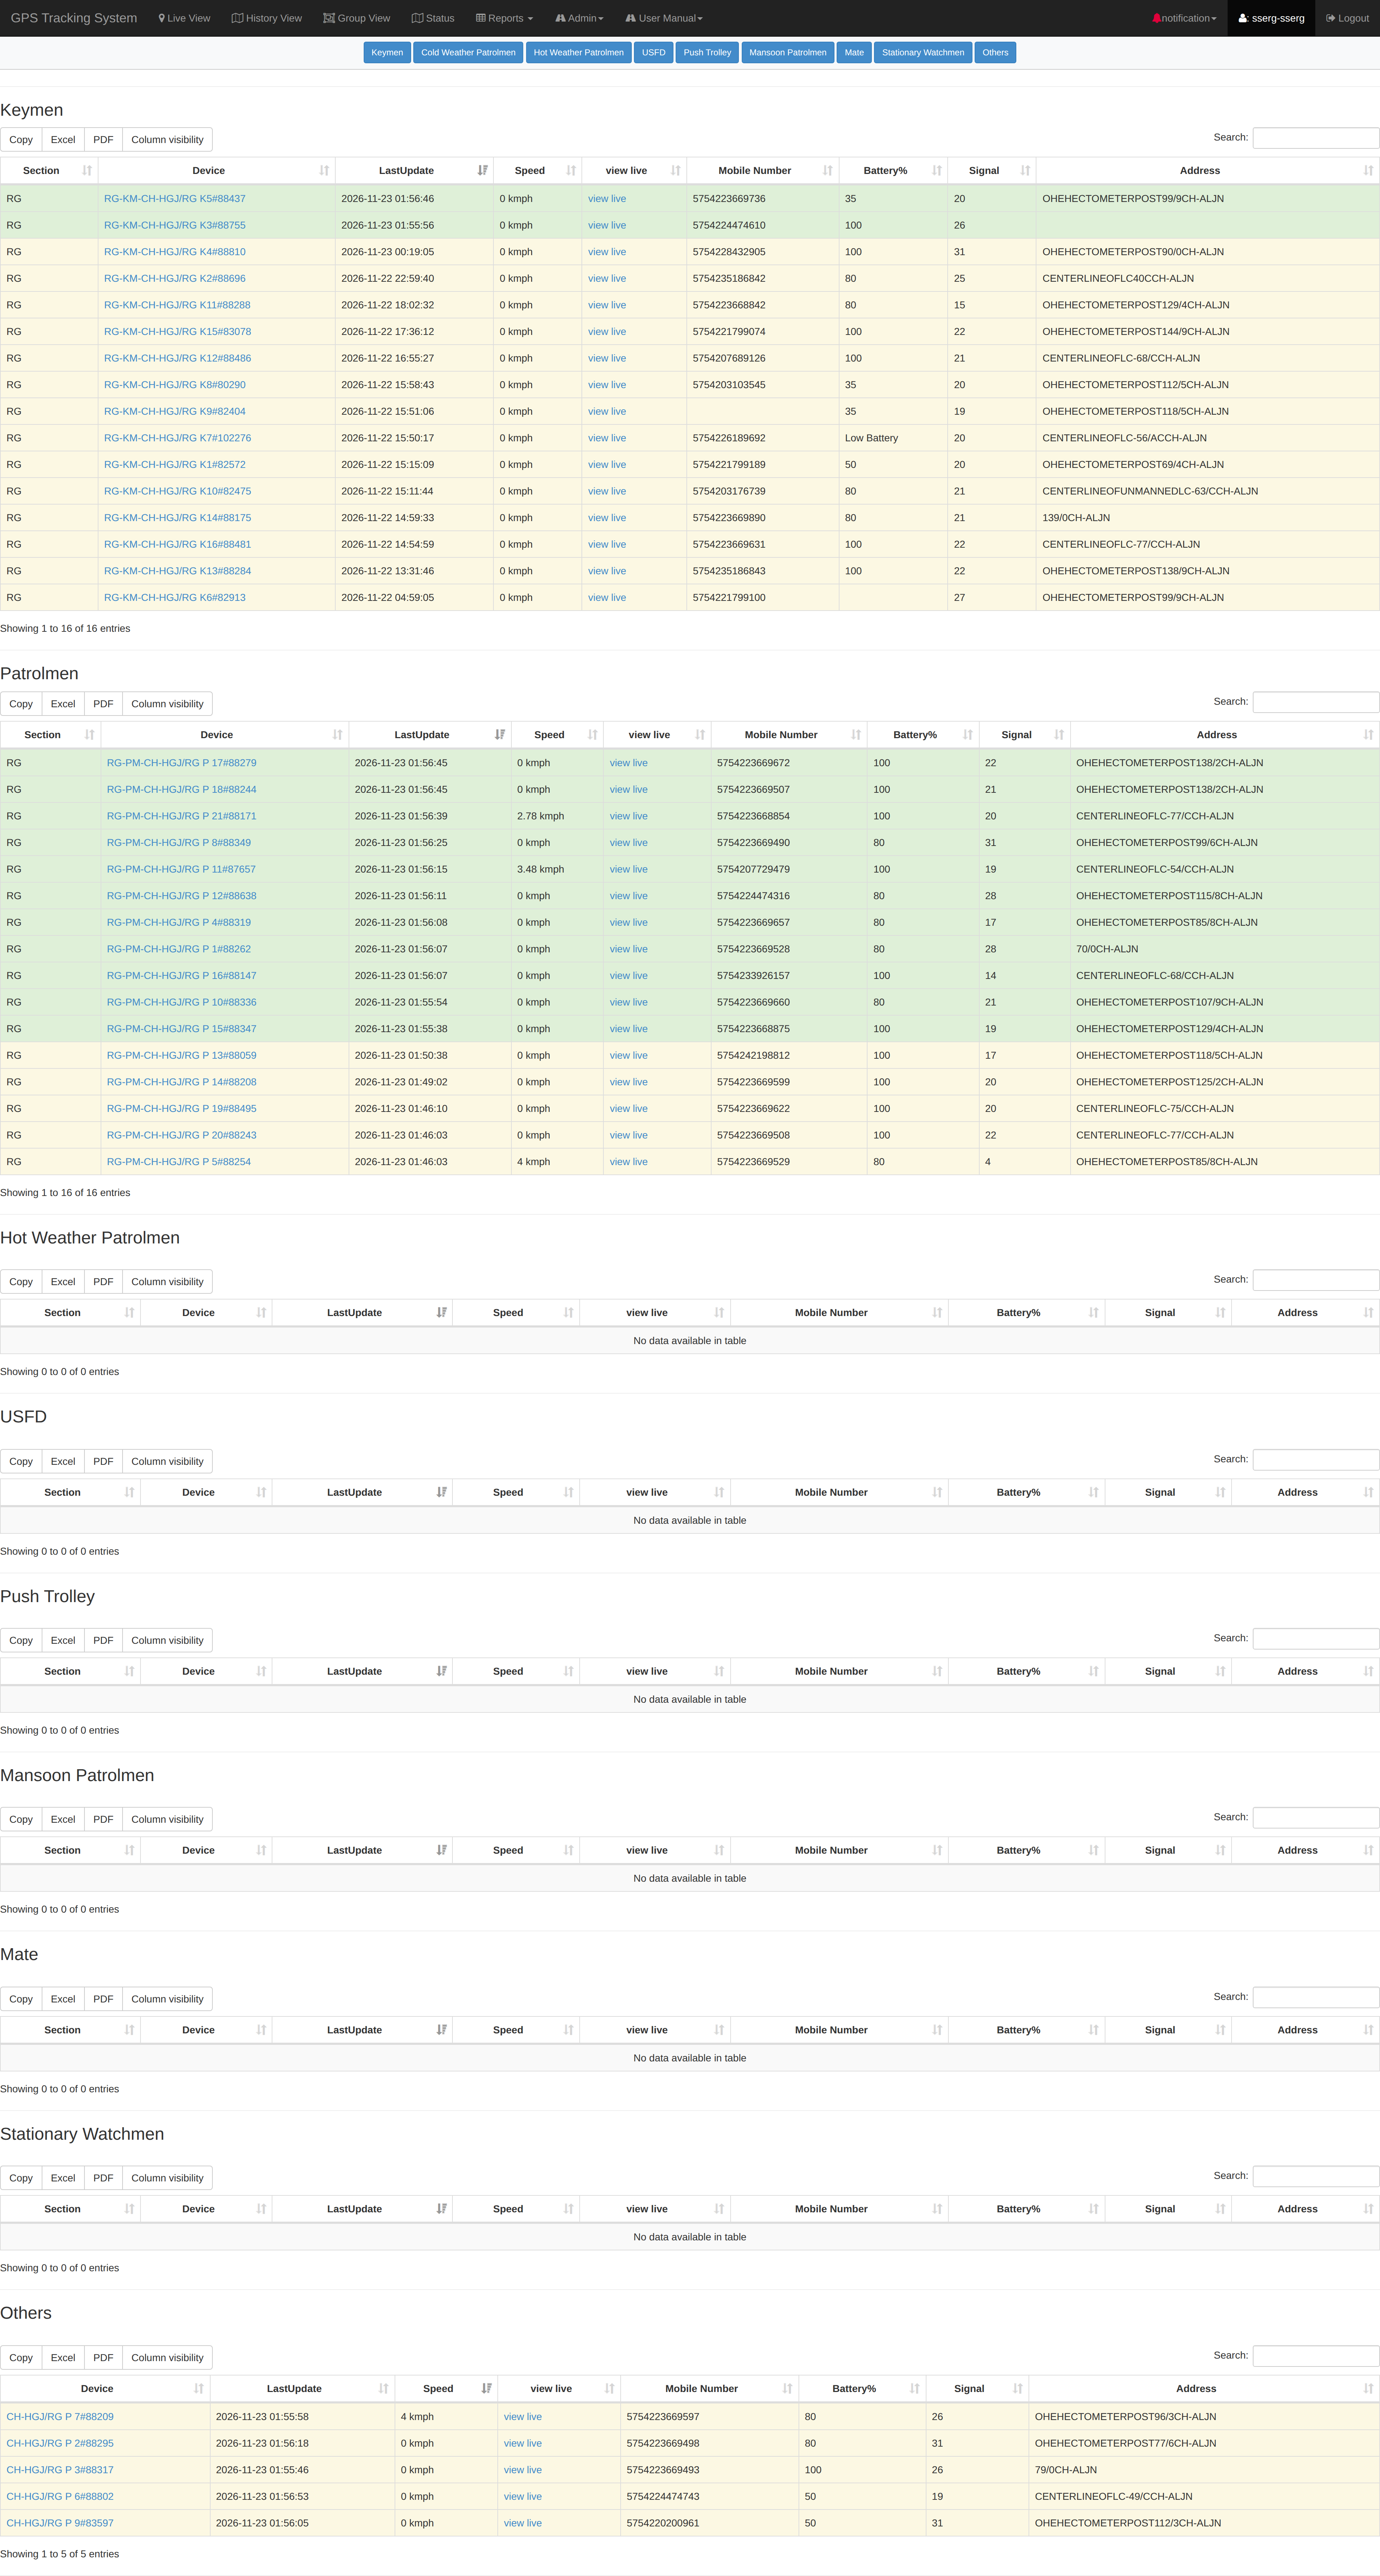 GPS Tracking System Live View History View Group View Status Reports Admin User Manual notification : sserg-sserg Logout
Keymen Cold Weather Patrolmen Hot Weather Patrolmen USFD Push Trolley Mansoon Patrolmen Mate Stationary Watchmen Others
Keymen
Copy Excel PDF Column visibility Search:
Section Device LastUpdate Speed view live Mobile Number Battery% Signal Address
RG RG-KM-CH-HGJ/RG K5#88437 2026-11-23 01:56:46 0 kmph view live 5754223669736 35 20 OHEHECTOMETERPOST99/9CH-ALJN
RG RG-KM-CH-HGJ/RG K3#88755 2026-11-23 01:55:56 0 kmph view live 5754224474610 100 26
RG RG-KM-CH-HGJ/RG K4#88810 2026-11-23 00:19:05 0 kmph view live 5754228432905 100 31 OHEHECTOMETERPOST90/0CH-ALJN
RG RG-KM-CH-HGJ/RG K2#88696 2026-11-22 22:59:40 0 kmph view live 5754235186842 80 25 CENTERLINEOFLC40CCH-ALJN
RG RG-KM-CH-HGJ/RG K11#88288 2026-11-22 18:02:32 0 kmph view live 5754223668842 80 15 OHEHECTOMETERPOST129/4CH-ALJN
RG RG-KM-CH-HGJ/RG K15#83078 2026-11-22 17:36:12 0 kmph view live 5754221799074 100 22 OHEHECTOMETERPOST144/9CH-ALJN
RG RG-KM-CH-HGJ/RG K12#88486 2026-11-22 16:55:27 0 kmph view live 5754207689126 100 21 CENTERLINEOFLC-68/CCH-ALJN
RG RG-KM-CH-HGJ/RG K8#80290 2026-11-22 15:58:43 0 kmph view live 5754203103545 35 20 OHEHECTOMETERPOST112/5CH-ALJN
RG RG-KM-CH-HGJ/RG K9#82404 2026-11-22 15:51:06 0 kmph view live 35 19 OHEHECTOMETERPOST118/5CH-ALJN
RG RG-KM-CH-HGJ/RG K7#102276 2026-11-22 15:50:17 0 kmph view live 5754226189692 Low Battery 20 CENTERLINEOFLC-56/ACCH-ALJN
RG RG-KM-CH-HGJ/RG K1#82572 2026-11-22 15:15:09 0 kmph view live 5754221799189 50 20 OHEHECTOMETERPOST69/4CH-ALJN
RG RG-KM-CH-HGJ/RG K10#82475 2026-11-22 15:11:44 0 kmph view live 5754203176739 80 21 CENTERLINEOFUNMANNEDLC-63/CCH-ALJN
RG RG-KM-CH-HGJ/RG K14#88175 2026-11-22 14:59:33 0 kmph view live 5754223669890 80 21 139/0CH-ALJN
RG RG-KM-CH-HGJ/RG K16#88481 2026-11-22 14:54:59 0 kmph view live 5754223669631 100 22 CENTERLINEOFLC-77/CCH-ALJN
RG RG-KM-CH-HGJ/RG K13#88284 2026-11-22 13:31:46 0 kmph view live 5754235186843 100 22 OHEHECTOMETERPOST138/9CH-ALJN
RG RG-KM-CH-HGJ/RG K6#82913 2026-11-22 04:59:05 0 kmph view live 5754221799100 27 OHEHECTOMETERPOST99/9CH-ALJN
Showing 1 to 16 of 16 entries
Patrolmen
Copy Excel PDF Column visibility Search:
Section Device LastUpdate Speed view live Mobile Number Battery% Signal Address
RG RG-PM-CH-HGJ/RG P 17#88279 2026-11-23 01:56:45 0 kmph view live 5754223669672 100 22 OHEHECTOMETERPOST138/2CH-ALJN
RG RG-PM-CH-HGJ/RG P 18#88244 2026-11-23 01:56:45 0 kmph view live 5754223669507 100 21 OHEHECTOMETERPOST138/2CH-ALJN
RG RG-PM-CH-HGJ/RG P 21#88171 2026-11-23 01:56:39 2.78 kmph view live 5754223668854 100 20 CENTERLINEOFLC-77/CCH-ALJN
RG RG-PM-CH-HGJ/RG P 8#88349 2026-11-23 01:56:25 0 kmph view live 5754223669490 80 31 OHEHECTOMETERPOST99/6CH-ALJN
RG RG-PM-CH-HGJ/RG P 11#87657 2026-11-23 01:56:15 3.48 kmph view live 5754207729479 100 19 CENTERLINEOFLC-54/CCH-ALJN
RG RG-PM-CH-HGJ/RG P 12#88638 2026-11-23 01:56:11 0 kmph view live 5754224474316 80 28 OHEHECTOMETERPOST115/8CH-ALJN
RG RG-PM-CH-HGJ/RG P 4#88319 2026-11-23 01:56:08 0 kmph view live 5754223669657 80 17 OHEHECTOMETERPOST85/8CH-ALJN
RG RG-PM-CH-HGJ/RG P 1#88262 2026-11-23 01:56:07 0 kmph view live 5754223669528 80 28 70/0CH-ALJN
RG RG-PM-CH-HGJ/RG P 16#88147 2026-11-23 01:56:07 0 kmph view live 5754233926157 100 14 CENTERLINEOFLC-68/CCH-ALJN
RG RG-PM-CH-HGJ/RG P 10#88336 2026-11-23 01:55:54 0 kmph view live 5754223669660 80 21 OHEHECTOMETERPOST107/9CH-ALJN
RG RG-PM-CH-HGJ/RG P 15#88347 2026-11-23 01:55:38 0 kmph view live 5754223668875 100 19 OHEHECTOMETERPOST129/4CH-ALJN
RG RG-PM-CH-HGJ/RG P 13#88059 2026-11-23 01:50:38 0 kmph view live 5754242198812 100 17 OHEHECTOMETERPOST118/5CH-ALJN
RG RG-PM-CH-HGJ/RG P 14#88208 2026-11-23 01:49:02 0 kmph view live 5754223669599 100 20 OHEHECTOMETERPOST125/2CH-ALJN
RG RG-PM-CH-HGJ/RG P 19#88495 2026-11-23 01:46:10 0 kmph view live 5754223669622 100 20 CENTERLINEOFLC-75/CCH-ALJN
RG RG-PM-CH-HGJ/RG P 20#88243 2026-11-23 01:46:03 0 kmph view live 5754223669508 100 22 CENTERLINEOFLC-77/CCH-ALJN
RG RG-PM-CH-HGJ/RG P 5#88254 2026-11-23 01:46:03 4 kmph view live 5754223669529 80 4 OHEHECTOMETERPOST85/8CH-ALJN
Showing 1 to 16 of 16 entries
Hot Weather Patrolmen
Copy Excel PDF Column visibility Search:
Section Device LastUpdate Speed view live Mobile Number Battery% Signal Address
No data available in table
Showing 0 to 0 of 0 entries
USFD
Copy Excel PDF Column visibility Search:
Section Device LastUpdate Speed view live Mobile Number Battery% Signal Address
No data available in table
Showing 0 to 0 of 0 entries
Push Trolley
Copy Excel PDF Column visibility Search:
Section Device LastUpdate Speed view live Mobile Number Battery% Signal Address
No data available in table
Showing 0 to 0 of 0 entries
Mansoon Patrolmen
Copy Excel PDF Column visibility Search:
Section Device LastUpdate Speed view live Mobile Number Battery% Signal Address
No data available in table
Showing 0 to 0 of 0 entries
Mate
Copy Excel PDF Column visibility Search:
Section Device LastUpdate Speed view live Mobile Number Battery% Signal Address
No data available in table
Showing 0 to 0 of 0 entries
Stationary Watchmen
Copy Excel PDF Column visibility Search:
Section Device LastUpdate Speed view live Mobile Number Battery% Signal Address
No data available in table
Showing 0 to 0 of 0 entries
Others
Copy Excel PDF Column visibility Search:
Device LastUpdate Speed view live Mobile Number Battery% Signal Address
CH-HGJ/RG P 7#88209 2026-11-23 01:55:58 4 kmph view live 5754223669597 80 26 OHEHECTOMETERPOST96/3CH-ALJN
CH-HGJ/RG P 2#88295 2026-11-23 01:56:18 0 kmph view live 5754223669498 80 31 OHEHECTOMETERPOST77/6CH-ALJN
CH-HGJ/RG P 3#88317 2026-11-23 01:55:46 0 kmph view live 5754223669493 100 26 79/0CH-ALJN
CH-HGJ/RG P 6#88802 2026-11-23 01:56:53 0 kmph view live 5754224474743 50 19 CENTERLINEOFLC-49/CCH-ALJN
CH-HGJ/RG P 9#83597 2026-11-23 01:56:05 0 kmph view live 5754220200961 50 31 OHEHECTOMETERPOST112/3CH-ALJN
Showing 1 to 5 of 5 entries